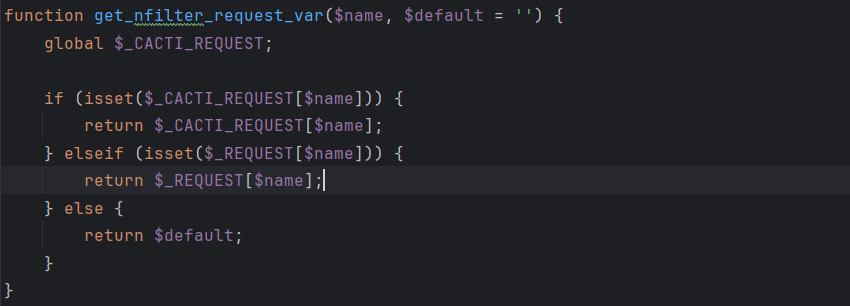 function get_nfilter_request_var($name, $default = '') {
    global $_CACTI_REQUEST;

    if (isset($_CACTI_REQUEST[$name])) {
        return $_CACTI_REQUEST[$name];
    } elseif (isset($_REQUEST[$name])) {
        return $_REQUEST[$name];
    } else {
        return $default;
    }
}